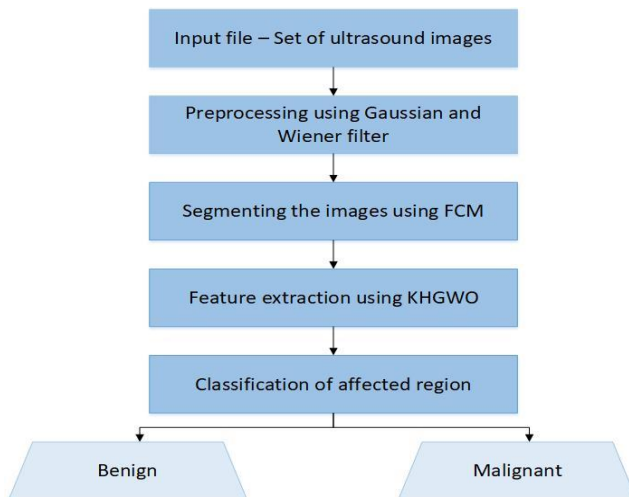 Input file – Set of ultrasound images
Preprocessing using Gaussian and
Wiener filter
Segmenting the images using FCM
Feature extraction using KHGWO
Classification of affected region
Benign
Malignant